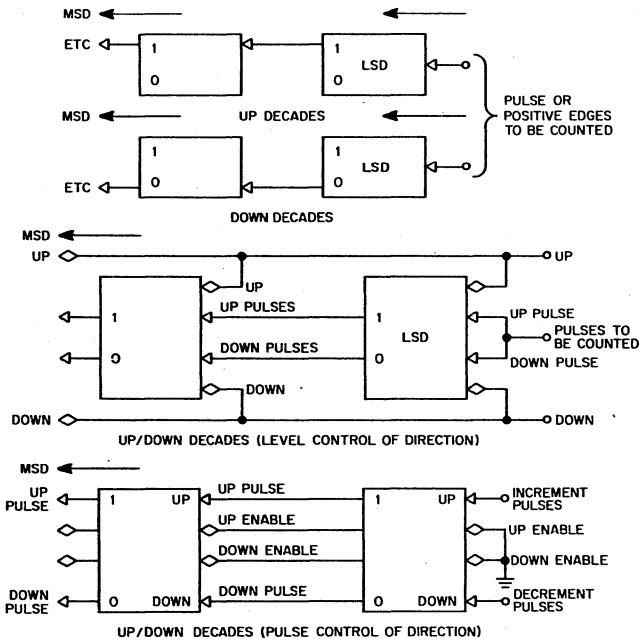 MSD
ETC
1
0
1
LSD
0
MSD
UP DECADES
PULSE OR
POSITIVE EDGES
TO BE COUNTED
1
0
1
LSD
0
ETC
DOWN DECADES
MSD
UP
UP
UP
UP PULSES
UP PULSE
1
1
LSD
PULSES TO
BE COUNTED
DOWN PULSES
DOWN PULSE
0
0
DOWN
DOWN
DOWN
UP/DOWN DECADES (LEVEL CONTROL OF DIRECTION)
MSD
UP
PULSE
1
UP
UP PULSE
1
UP
INCREMENT
PULSES
UP ENABLE
UP ENABLE
DOWN ENABLE
DOWN ENABLE
DOWN
PULSE
0
DOWN
DOWN PULSE
0
DOWN
DECREMENT
PULSES
UP/DOWN DECADES (PULSE CONTROL OF DIRECTION)